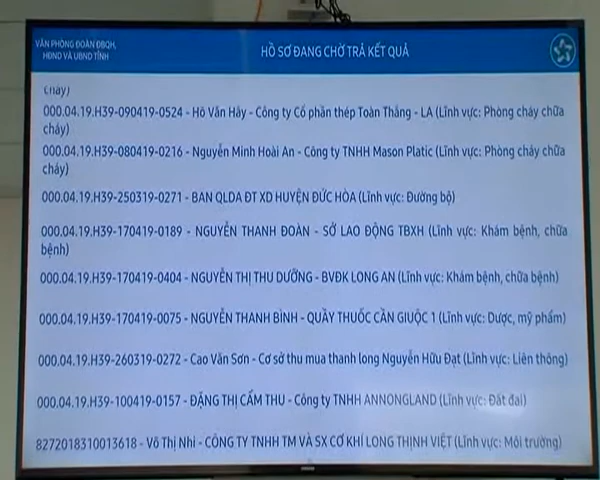 VĂN PHÒNG ĐOÀN ĐBQH,
HĐND VÀ UBND TỈNH
HỒ SƠ ĐANG CHỜ TRẢ KẾT QUẢ
cháy)
000.04.19.H39-090419-0524 - Hồ Văn Hây - Công ty Cổ phần thép Toàn Thắng - LA (Lĩnh vực: Phòng cháy chữa
cháy)
000.04.19.H39-080419-0216 - Nguyễn Minh Hoài An - Công ty TNHH Mason Platic (Lĩnh vực: Phòng cháy chữa
cháy)
000.04.19.H39-250319-0271 - BAN QLDA ĐT XD HUYỆN ĐỨC HÒA (Lĩnh vực: Đường bộ)
000.04.19.H39-170419-0189 - NGUYỄN THANH ĐOÀN - SỞ LAO ĐỘNG TBXH (Lĩnh vực: Khám bệnh, chữa
bệnh)
000.04.19.H39-170419-0404 - NGUYỄN THỊ THU DƯỠNG - BVĐK LONG AN (Lĩnh vực: Khám bệnh, chữa bệnh)
000.04.19.H39-170419-0075 - NGUYỄN THANH BÌNH - QUẦY THUỐC CẦN GIUỘC 1 (Lĩnh vực: Dược, mỹ phẩm)
000.04.19.H39-260319-0272 - Cao Văn Sơn - Cơ sở thu mua thanh long Nguyễn Hữu Đạt (Lĩnh vực: Liên thông)
000.04.19.H39-100419-0157 - ĐẶNG THỊ CẨM THU - Công ty TNHH ANNONGLAND (Lĩnh vực: Đất đai)
8272018310013618 - Võ Thị Nhi - CÔNG TY TNHH TM VÀ SX CƠ KHÍ LONG THỊNH VIỆT (Lĩnh vực: Môi trường)